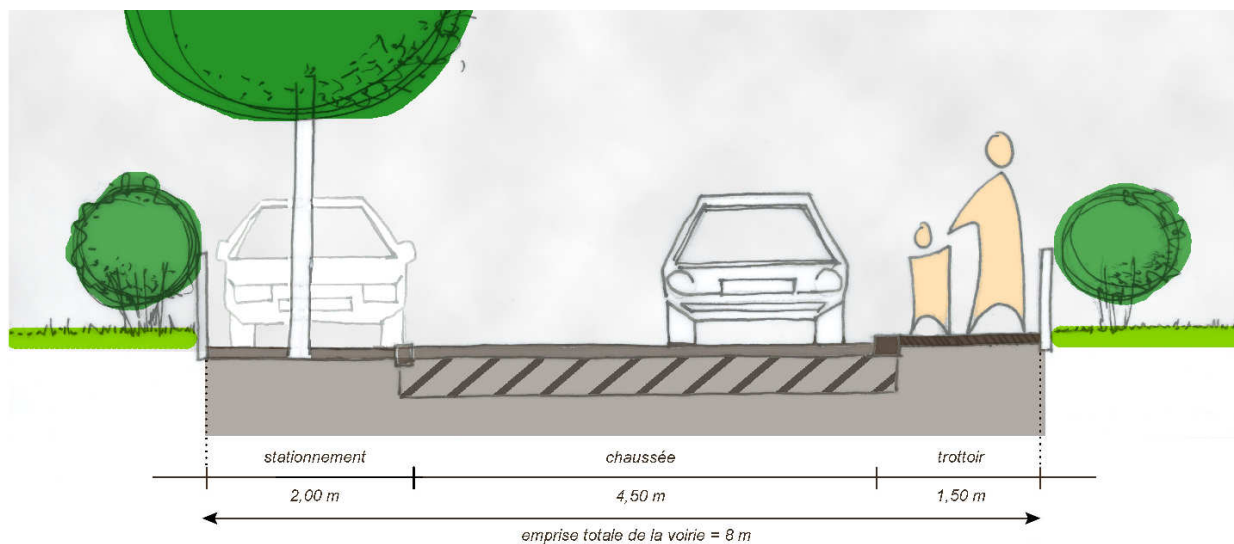 stationnement chaussée trottoir
2,00 m 4,50 m 1,50 m
emprise totale de la voirie = 8 m